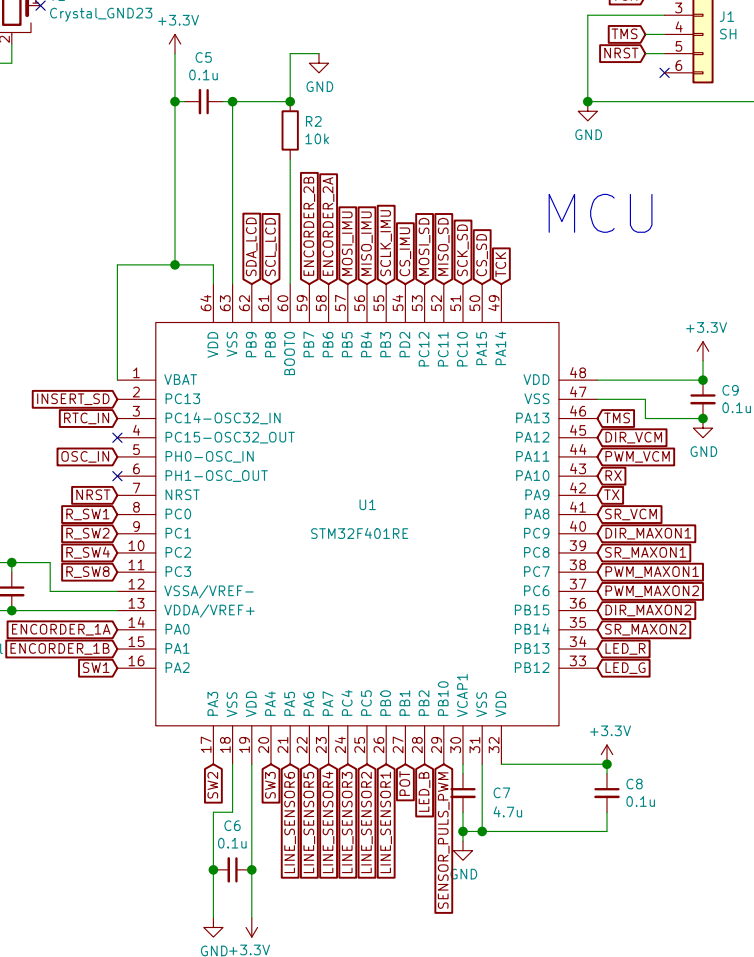 Crystal_GND23
2
+3.3V
C5
0.1u
GND
R2
10k
3
TMS 4
NRST 5
6
J1
SH
GND
MCU
SDA_LCD
SCL_LCD
ENCORDER_2B
ENCORDER_2A
MOSI_IMU
MISO_IMU
SCLK_IMU
CS_IMU
MOSI_SD
MISO_SD
SCK_SD
CS_SD
TCK
64 VDD
63 VSS
62 PB9
61 PB8
60 BOOT0
59 PB7
58 PB6
57 PB5
56 PB4
55 PB3
54 PD2
53 PC12
52 PC11
51 PC10
50 PA15
49 PA14
1 VBAT
INSERT_SD 2 PC13
RTC_IN 3 PC14-OSC32_IN
4 PC15-OSC32_OUT
OSC_IN 5 PH0-OSC_IN
6 PH1-OSC_OUT
NRST 7 NRST
R_SW1 8 PC0
R_SW2 9 PC1
R_SW4 10 PC2
R_SW8 11 PC3
12 VSSA/VREF-
13 VDDA/VREF+
ENCORDER_1A 14 PA0
ENCORDER_1B 15 PA1
SW1 16 PA2
U1
STM32F401RE
VDD 48
VSS 47
PA13 46 TMS
PA12 45 DIR_VCM
PA11 44 PWM_VCM
PA10 43 RX
PA9 42 TX
PA8 41 SR_VCM
PC9 40 DIR_MAXON1
PC8 39 SR_MAXON1
PC7 38 PWM_MAXON1
PC6 37 PWM_MAXON2
PB15 36 DIR_MAXON2
PB14 35 SR_MAXON2
PB13 34 LED_R
PB12 33 LED_G
+3.3V
C9
0.1u
GND
PA3 17 SW2
VSS 18
VDD 19
PA4 20 SW3
PA5 21 LINE_SENSOR6
PA6 22 LINE_SENSOR5
PA7 23 LINE_SENSOR4
PC4 24 LINE_SENSOR3
PC5 25 LINE_SENSOR2
PB0 26 LINE_SENSOR1
PB1 27 POT
PB2 28 LED_B
PB10 29 SENSOR_PULS_PWM
VCAP1 30
VSS 31
VDD 32
C6
0.1u
GND
+3.3V
C7
4.7u
GND
+3.3V
C8
0.1u